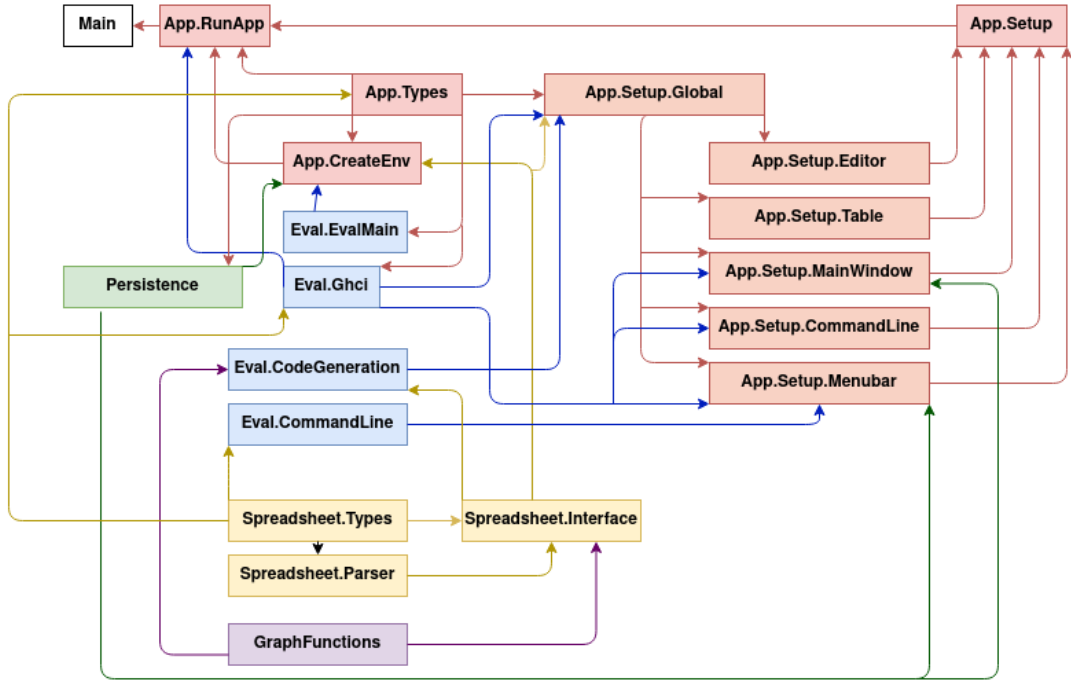 Main
App.RunApp
App.Setup
App.Types
App.Setup.Global
App.CreateEnv
App.Setup.Editor
Eval.EvalMain
App.Setup.Table
Persistence
Eval.Ghci
App.Setup.MainWindow
App.Setup.CommandLine
Eval.CodeGeneration
App.Setup.Menubar
Eval.CommandLine
Spreadsheet.Types
Spreadsheet.Interface
Spreadsheet.Parser
GraphFunctions